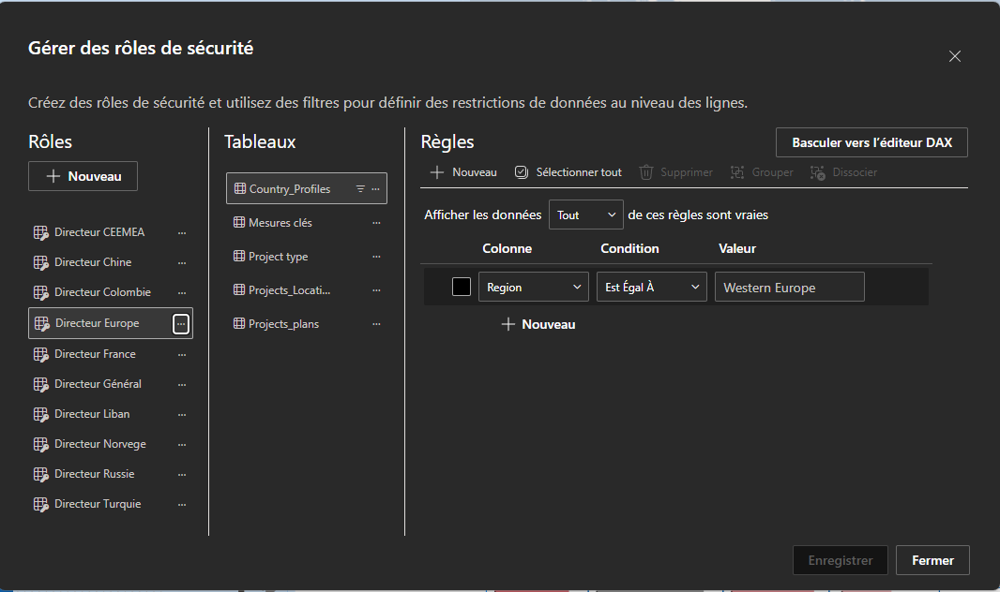 Gérer des rôles de sécurité
Créez des rôles de sécurité et utilisez des filtres pour définir des restrictions de données au niveau des lignes.
Rôles
Nouveau
Directeur CEEMEA
Directeur Chine
Directeur Colombie
Directeur Europe
Directeur France
Directeur Général
Directeur Liban
Directeur Norvege
Directeur Russie
Directeur Turquie
Tableaux
Country_Profiles
Mesures clés
Project type
Projects_Locati...
Projects_plans
Règles
Basculer vers l'éditeur DAX
Nouveau Sélectionner tout Supprimer Grouper Dissocier
Afficher les données Tout de ces règles sont vraies
Colonne Condition Valeur
Region Est Égal À Western Europe
Nouveau
Enregistrer Fermer